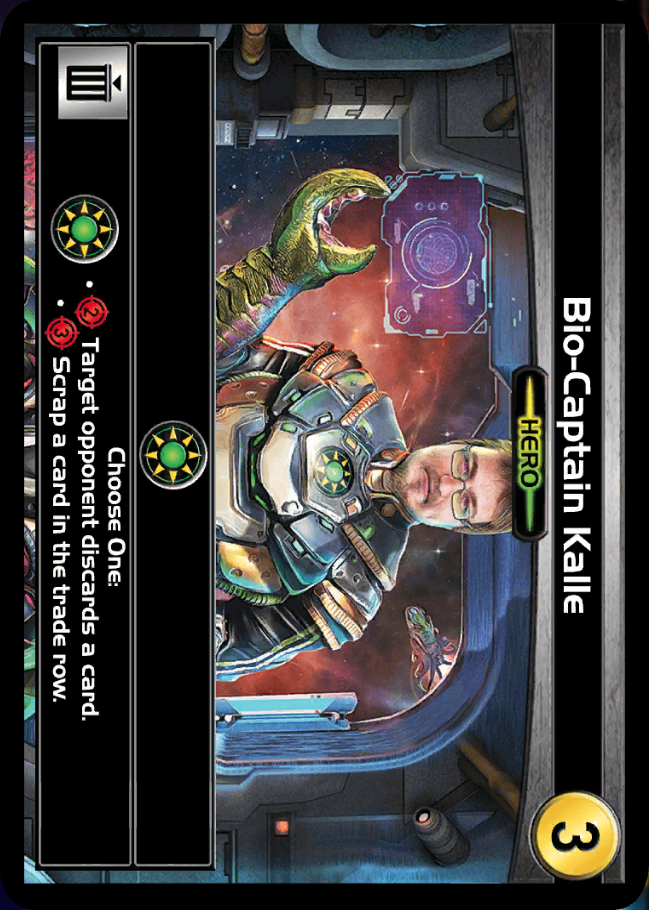 Bio-Captain Kalle
3
HERO
Choose One:
• 2 Target opponent discards a card.
• 3 Scrap a card in the trade row.